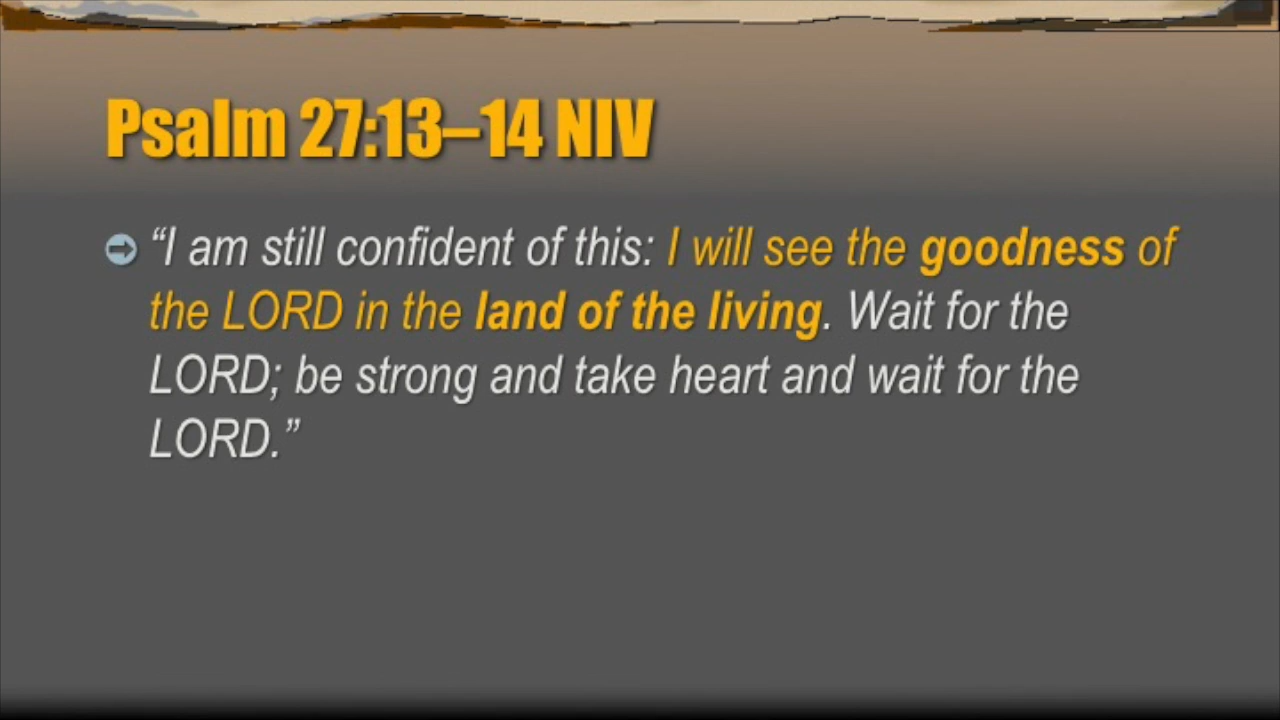 Psalm 27:13–14 NIV
“I am still confident of this: I will see the goodness of
the LORD in the land of the living. Wait for the
LORD; be strong and take heart and wait for the
LORD.”